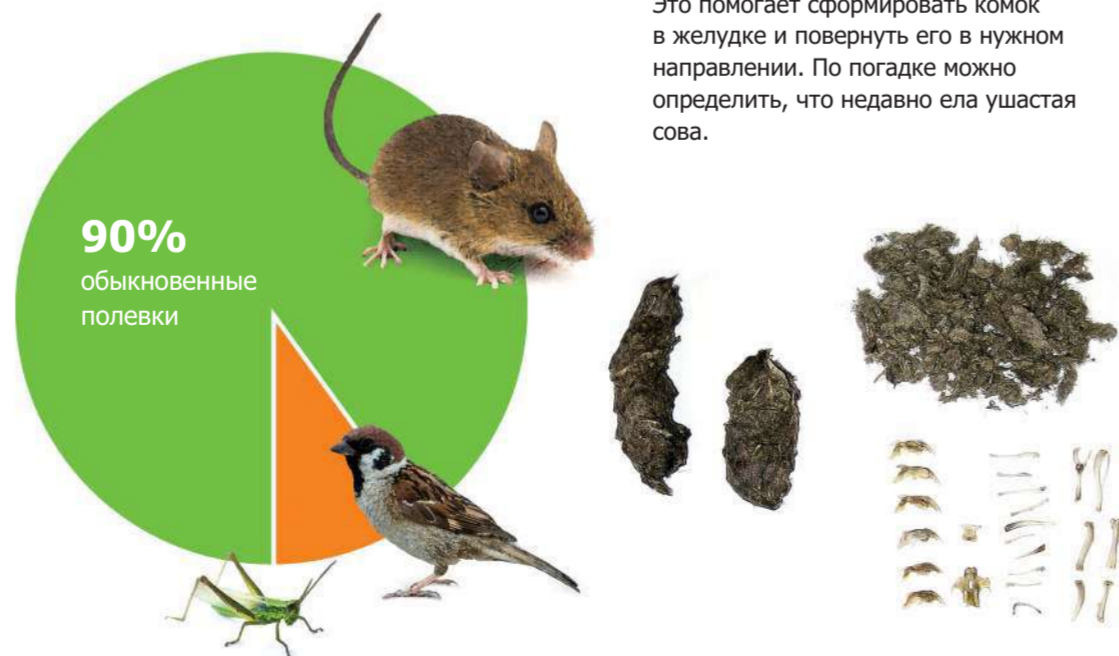 Это помогает сформировать комок
в желудке и повернуть его в нужном
направлении. По погадке можно
определить, что недавно ела ушастая
сова.
90%
обыкновенные
полевки